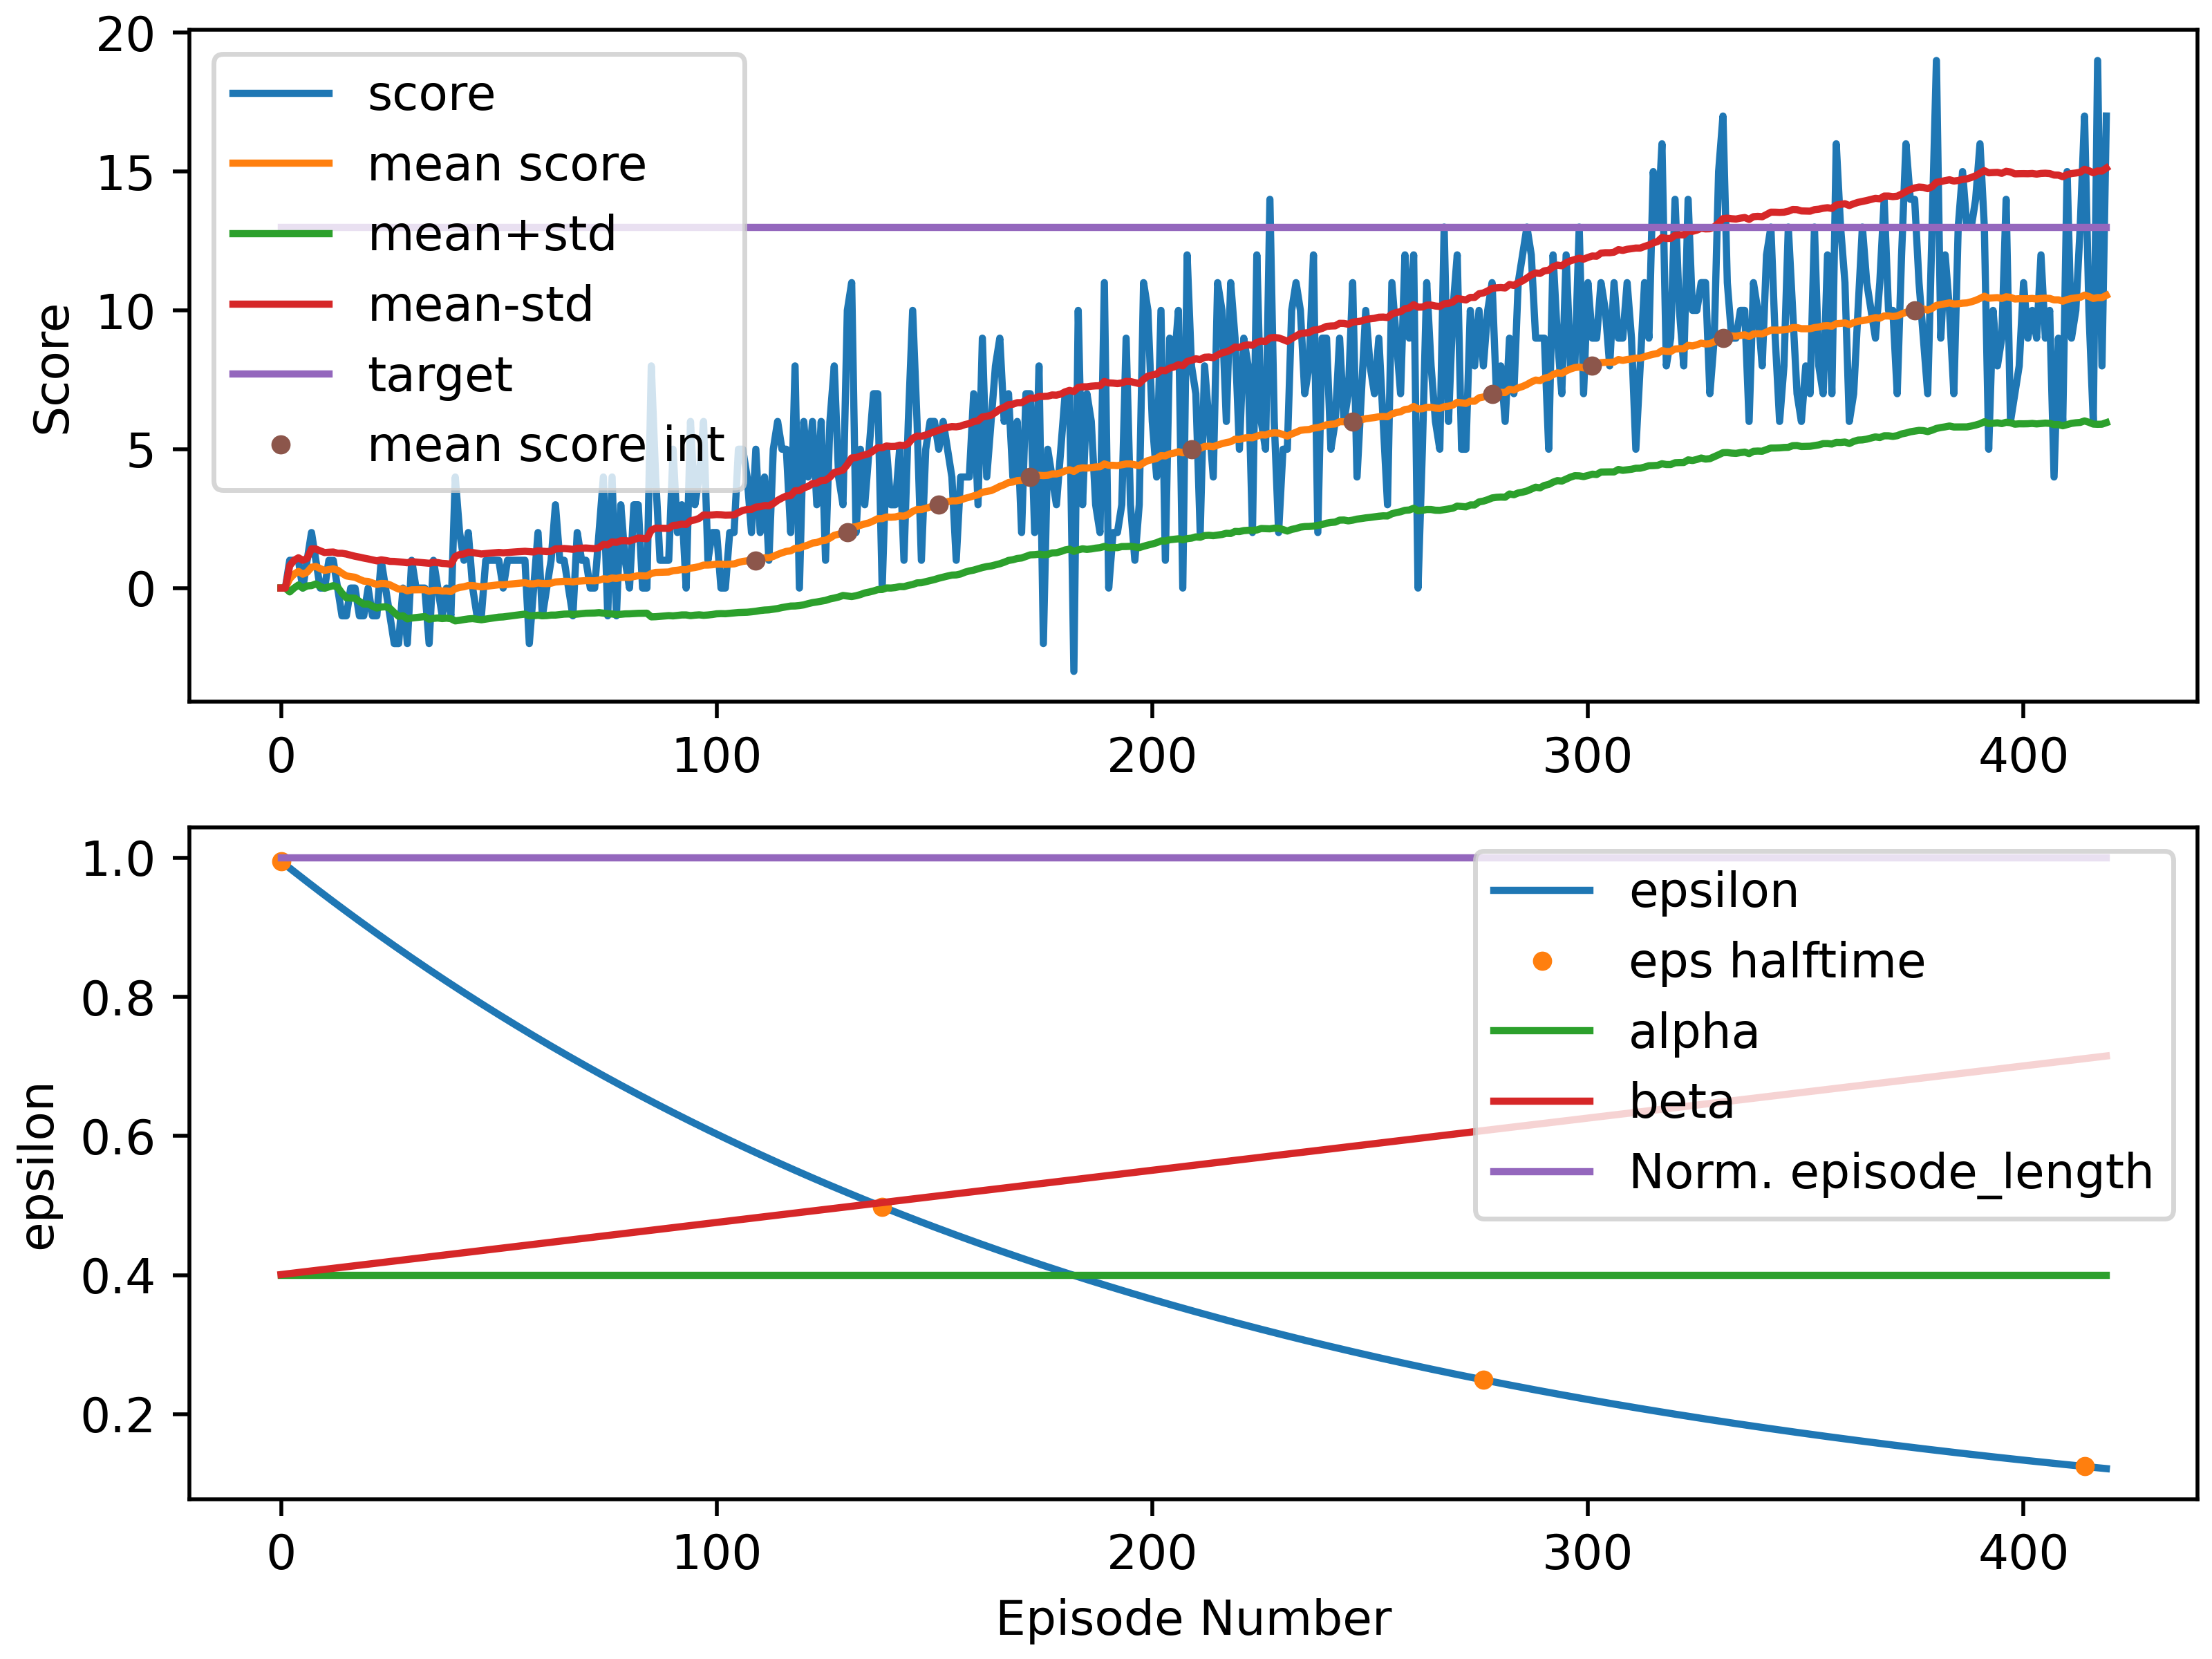 20
15
10
5
0
Score
score
mean score
mean+std
mean-std
target
mean score int
0 100 200 300 400
1.0
0.8
0.6
0.4
0.2
epsilon
epsilon
eps halftime
alpha
beta
Norm. episode_length
0 100 200 300 400
Episode Number